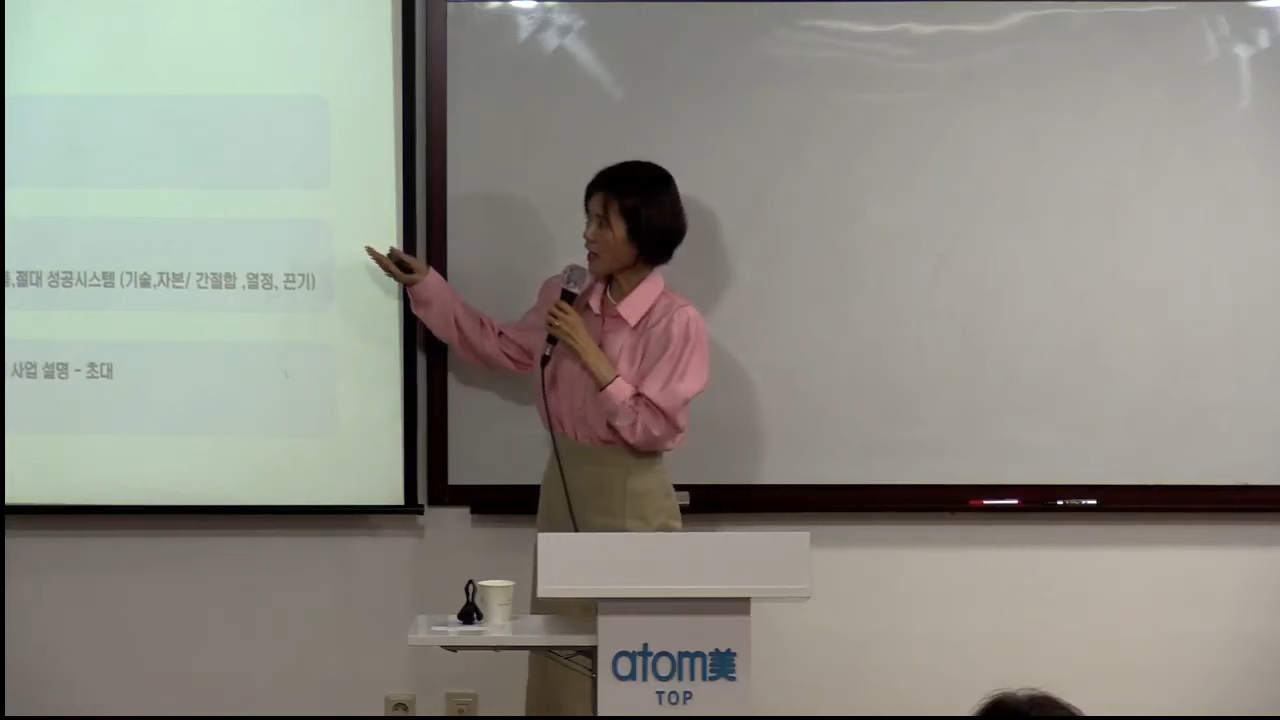 ,절대 성공시스템 (기술,자본/ 간절함 ,열정, 끈기)
사업 설명 - 초대
atom美
TOP